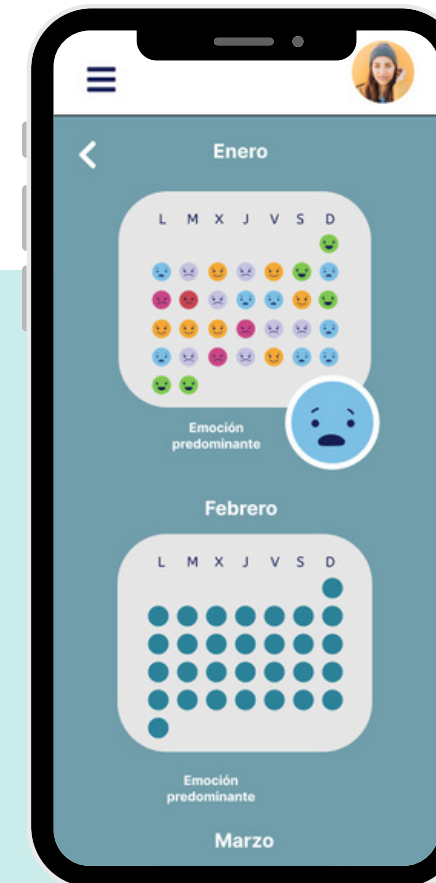 Enero
L M X J V S D
Emoción
predominante
Febrero
L M X J V S D
Emoción
predominante
Marzo